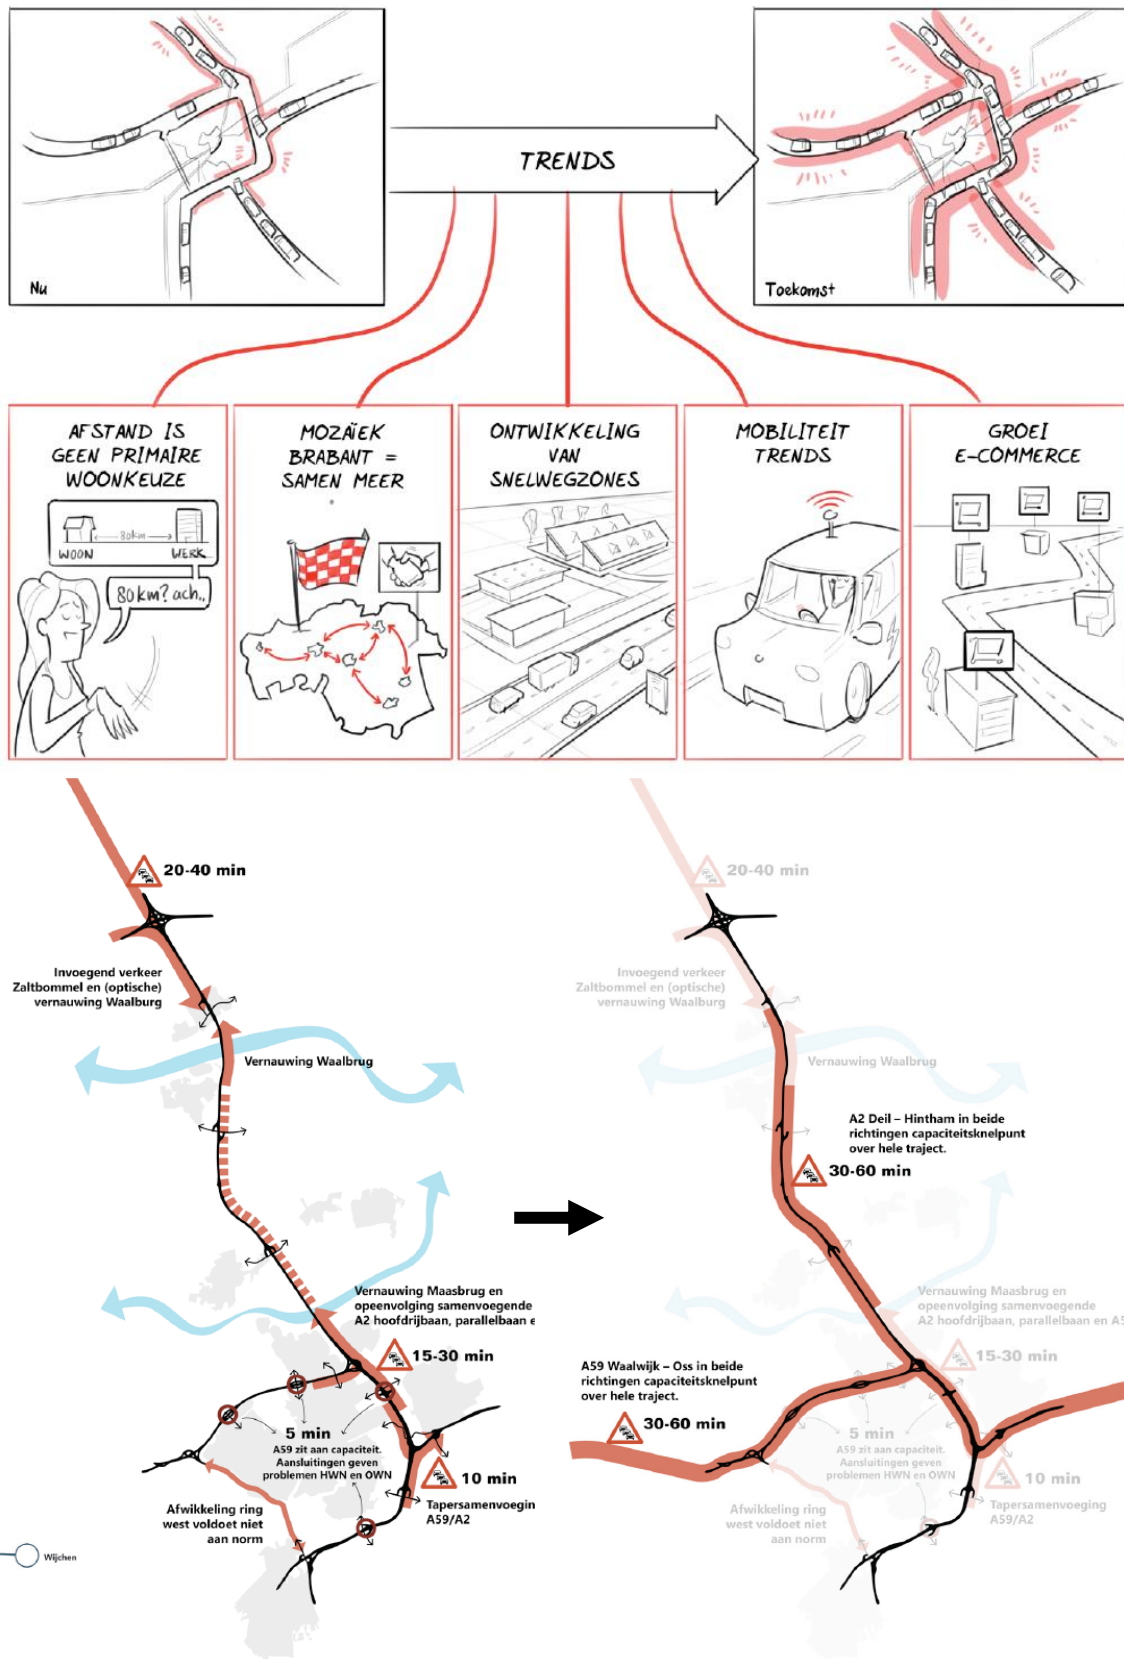 Nu
TRENDS
Toekomst
AFSTAND IS
GEEN PRIMAIRE
WOONKEUZE
80km
WOON
WERK
80km? ach..
MOZAÏEK
BRABANT =
SAMEN MEER
ONTWIKKELING
VAN
SNELWEGZONES
MOBILITEIT
TRENDS
GROEI
E-COMMERCE
20-40 min
Invoegend verkeer
Zaltbommel en (optische)
vernauwing Waalburg
Vernauwing Waalbrug
Vernauwing Maasbrug en
opeenvolging samenvoegende
A2 hoofdrijbaan, parallelbaan e
15-30 min
5 min
A59 zit aan capaciteit.
Aansluitingen geven
problemen HWN en OWN
10 min
Tapersamenvoegin
A59/A2
Afwikkeling ring
west voldoet niet
aan norm
Wijchen
20-40 min
Invoegend verkeer
Zaltbommel en (optische)
vernauwing Waalburg
Vernauwing Waalbrug
A2 Deil – Hintham in beide
richtingen capaciteitsknelpunt
over hele traject.
30-60 min
Vernauwing Maasbrug en
opeenvolging samenvoegende
A2 hoofdrijbaan, parallelbaan en A5
15-30 min
A59 Waalwijk – Oss in beide
richtingen capaciteitsknelpunt
over hele traject.
30-60 min
5 min
A59 zit aan capaciteit.
Aansluitingen geven
problemen HWN en OWN
10 min
Tapersamenvoeging
A59/A2
Afwikkeling ring
west voldoet niet
aan norm